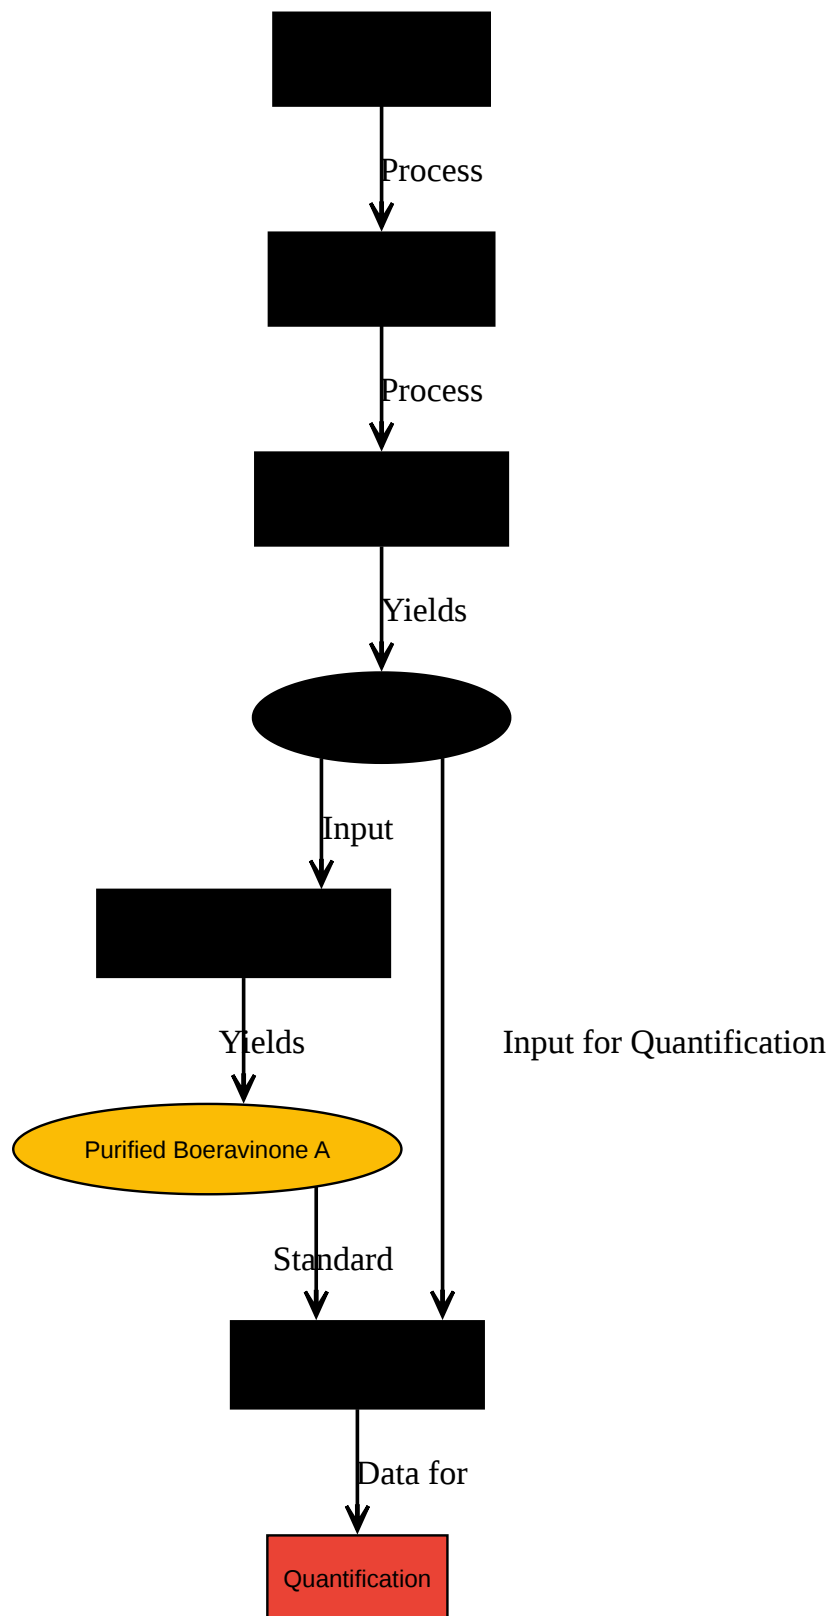 Process
Process
Yields
Input
Yields
Input for Quantification
Purified Boeravinone A
Standard
Data for
Quantification